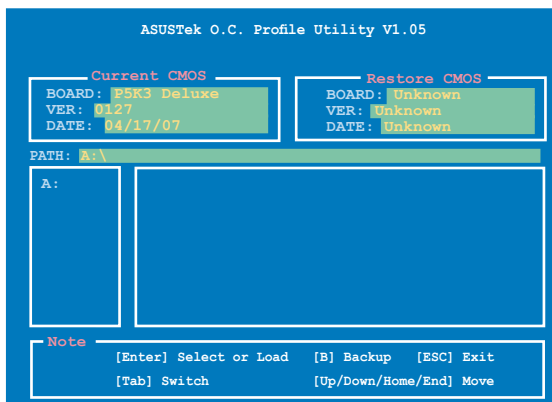 ASUSTek O.C. Profile Utility V1.05
Current CMOS
BOARD: P5K3 Deluxe
VER: 0127
DATE: 04/17/07
Restore CMOS
BOARD: Unknown
VER: Unknown
DATE: Unknown
PATH: A:\
A:
Note
[Enter] Select or Load [B] Backup [ESC] Exit
[Tab] Switch [Up/Down/Home/End] Move